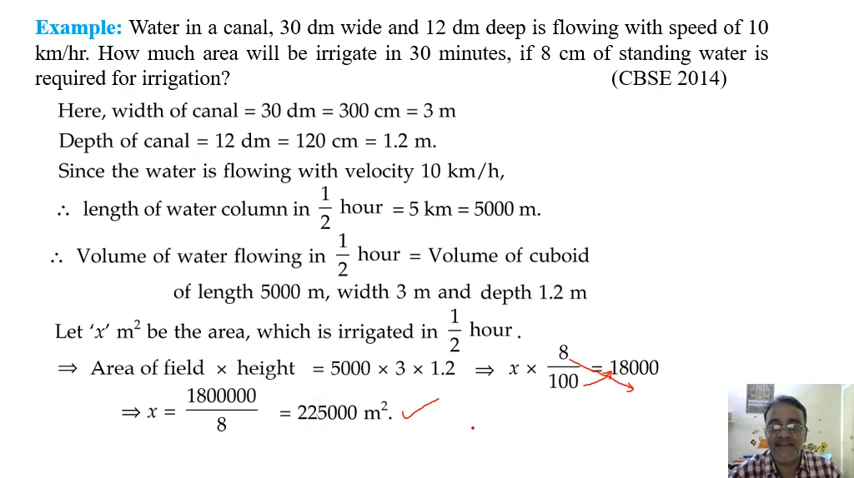 Example: Water in a canal, 30 dm wide and 12 dm deep is flowing with speed of 10
km/hr. How much area will be irrigate in 30 minutes, if 8 cm of standing water is
required for irrigation? (CBSE 2014)
Here, width of canal = 30 dm = 300 cm = 3 m
Depth of canal = 12 dm = 120 cm = 1.2 m.
Since the water is flowing with velocity 10 km/h,
∴ length of water column in 1/2 hour = 5 km = 5000 m.
∴ Volume of water flowing in 1/2 hour = Volume of cuboid
of length 5000 m, width 3 m and depth 1.2 m
Let 'x' m² be the area, which is irrigated in 1/2 hour.
⇒ Area of field × height = 5000 × 3 × 1.2 ⇒ x × 8/100 = 18000
⇒ x = 1800000/8 = 225000 m².